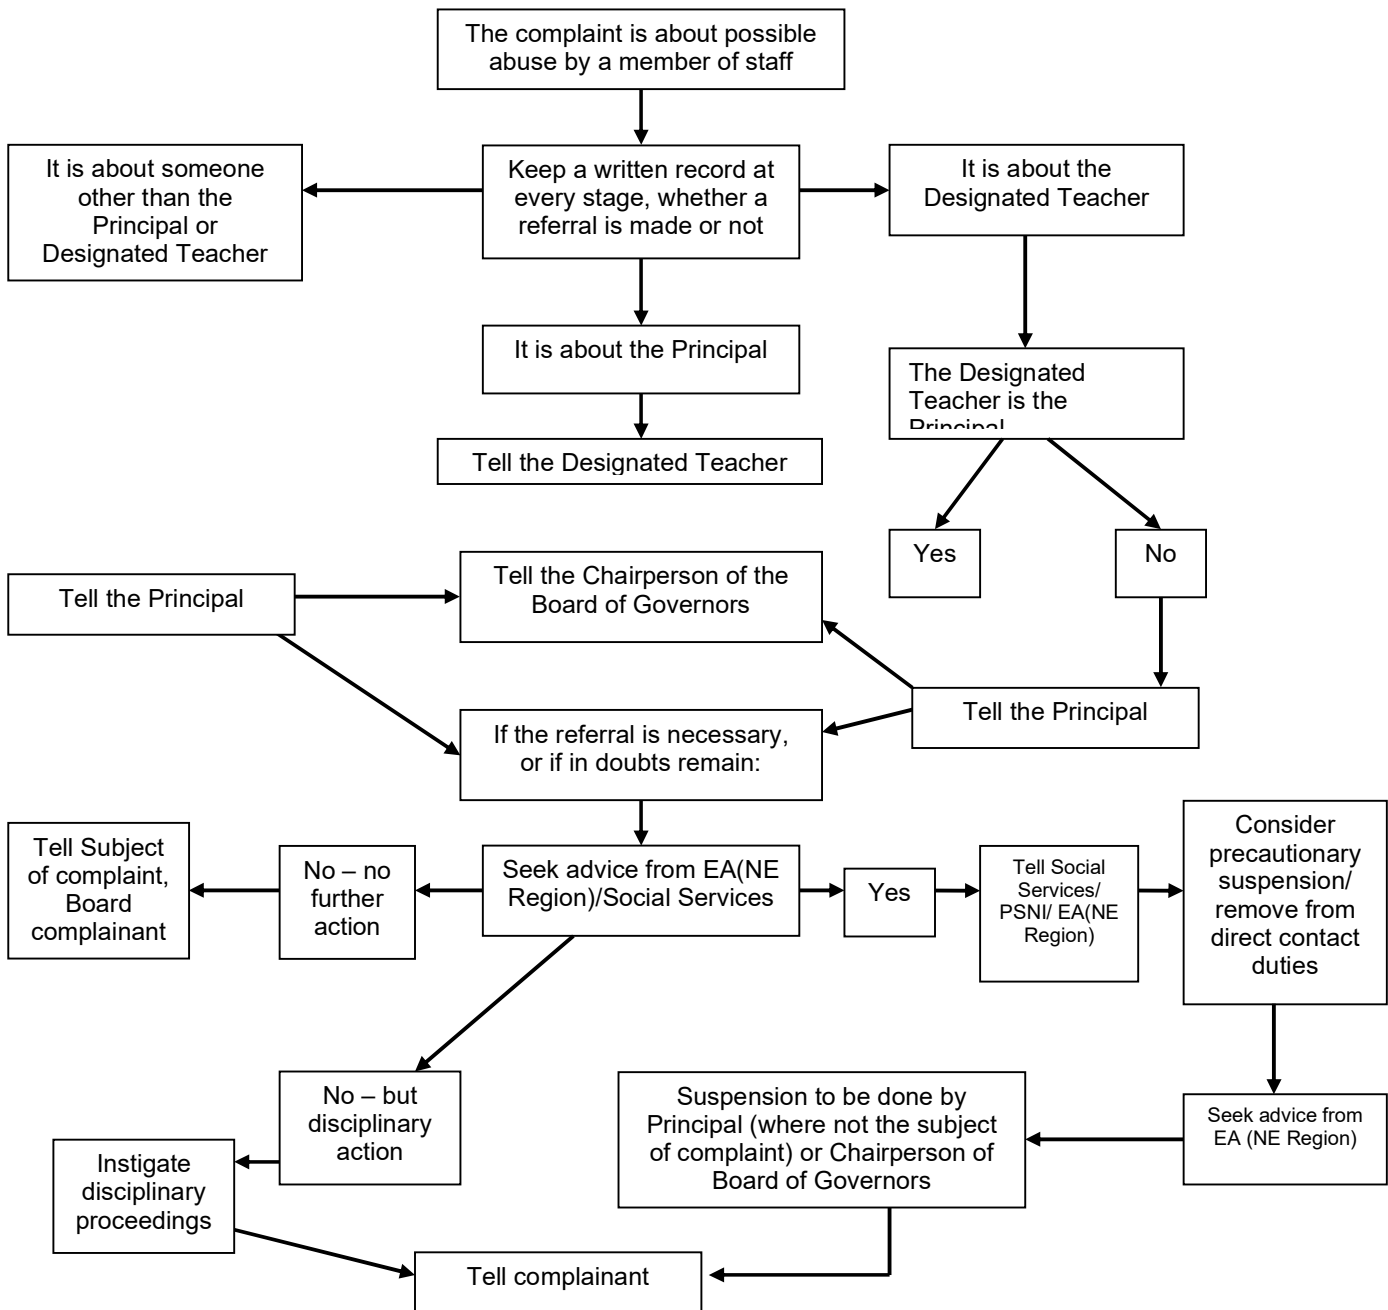 The complaint is about possible
abuse by a member of staff
It is about someone
other than the
Principal or
Designated Teacher
Keep a written record at
every stage, whether a
referral is made or not
It is about the
Designated Teacher
It is about the Principal
The Designated
Teacher is the
Principal
Tell the Designated Teacher
Yes
No
Tell the Principal
Tell the Chairperson of the
Board of Governors
Tell the Principal
If the referral is necessary,
or if in doubts remain:
Tell Subject
of complaint,
Board
complainant
No – no
further
action
Seek advice from EA(NE
Region)/Social Services
Yes
Tell Social
Services/
PSNI/ EA(NE
Region)
Consider
precautionary
suspension/
remove from
direct contact
duties
No – but
disciplinary
action
Suspension to be done by
Principal (where not the subject
of complaint) or Chairperson of
Board of Governors
Seek advice from
EA (NE Region)
Instigate
disciplinary
proceedings
Tell complainant